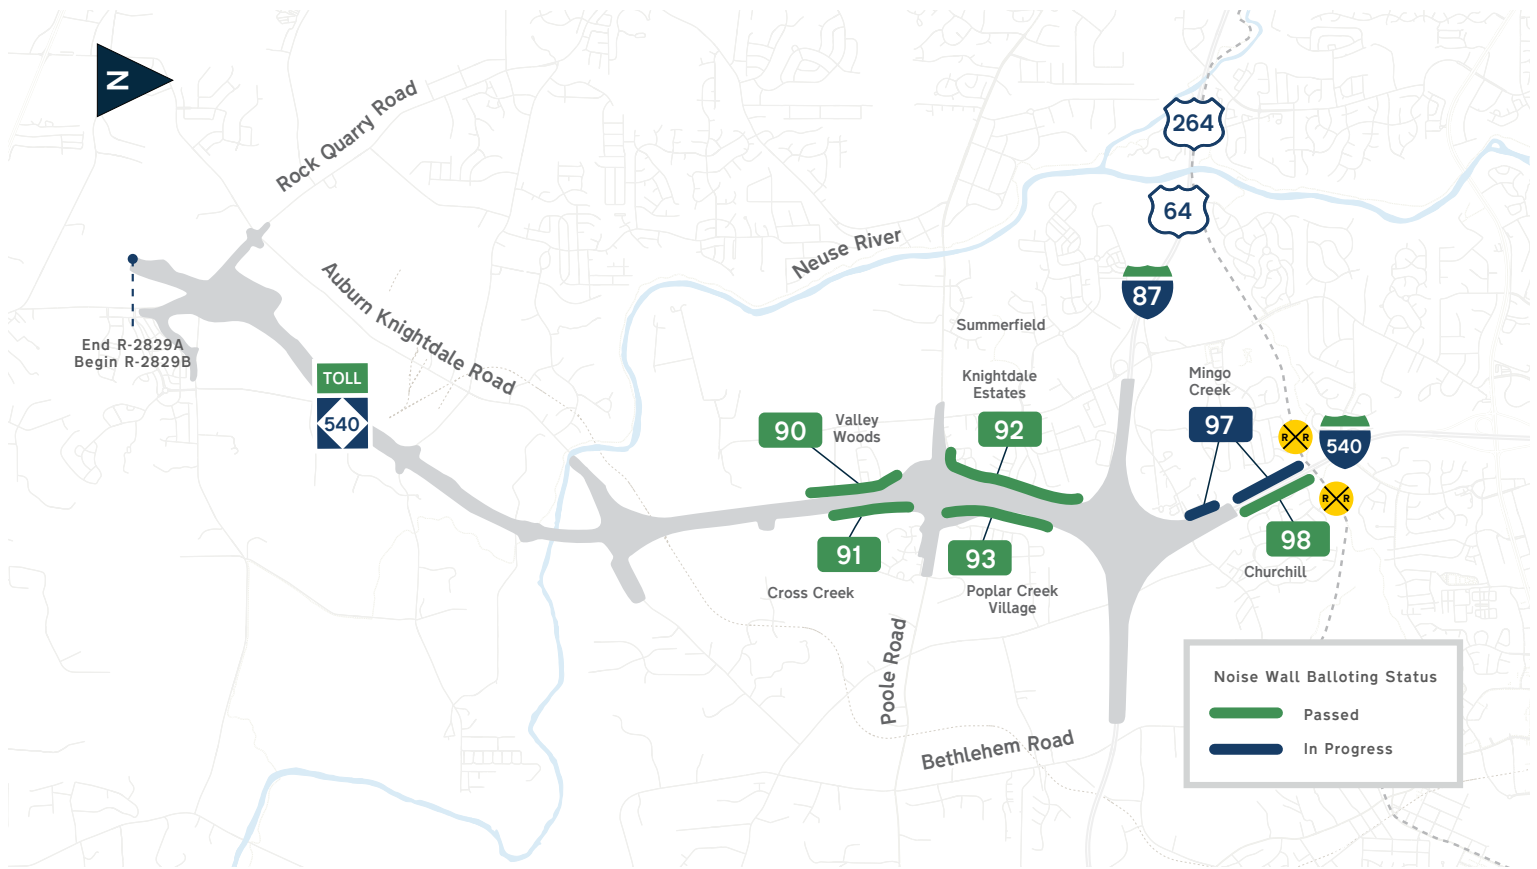 N
Rock Quarry Road
264
64
Neuse River
Auburn Knightdale Road
87
End R-2829A
Begin R-2829B
TOLL
540
Summerfield
Knightdale
Estates
Mingo
Creek
90
Valley
Woods
92
97
R R
540
R R
91
93
98
Cross Creek
Poplar Creek
Village
Churchill
Poole Road
Bethlehem Road
Noise Wall Balloting Status
Passed
In Progress